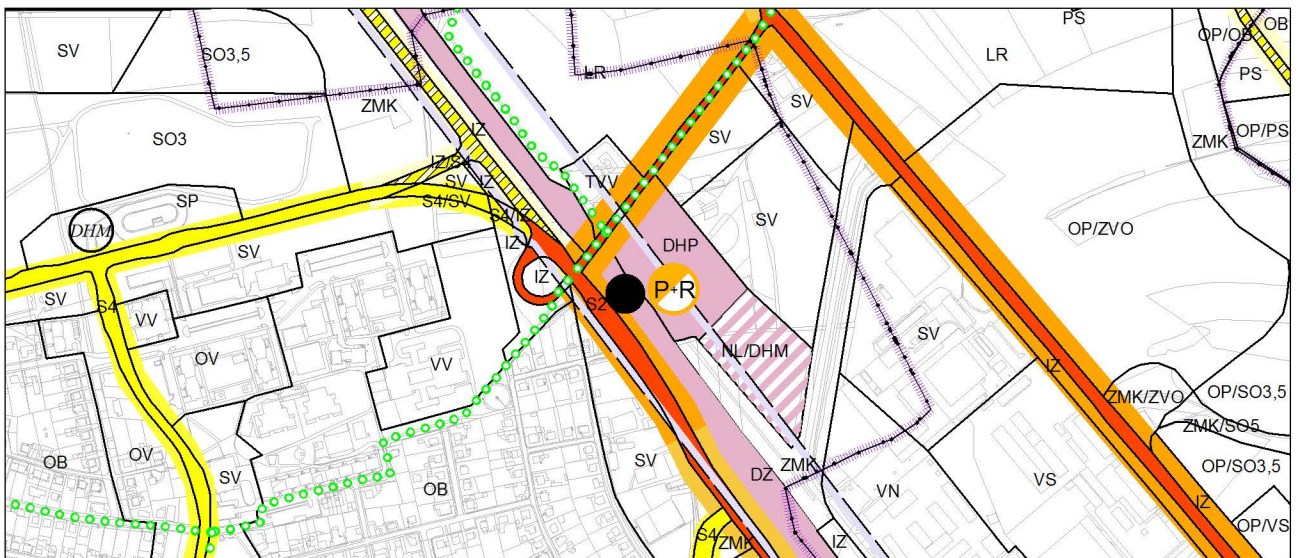 PS
OB
SV
SO3,5
LR
LR
OP/OB
PS
ZMK
SV
IZ
SV
OP/PS
SO3
ZMK
IZ/S4
SV
IZ
TVV
SP
S4/SV
S4/IZ
SV
DHM
IZ
DHP
OP/ZVO
SV
IZ
P+R
SV
S4
S2
VV
SV
OV
VV
NL/DHM
IZ
OP/SO3,5
ZMK/ZVO
ZMK/SO5
OV
OB
SV
OB
SV
DZ
ZMK
VN
VS
OP/SO3,5
IZ
OP/VS
S4
ZMK
IZ